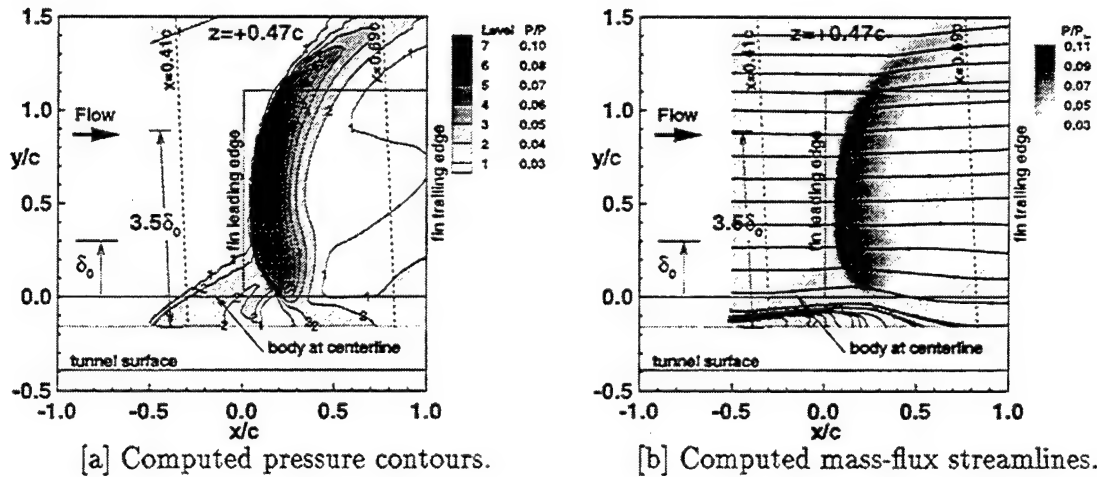 1.5
1.0
y/c
0.5
0.0
-0.5
-1.0 -0.5 0.0 0.5 1.0
x/c
z=+0.47c
x=0.41c
x=0.69c
Flow
3.5δ₀
δ₀
fin leading edge
fin trailing edge
body at centerline
tunnel surface
Level P/P
7 0.10
6 0.08
5 0.07
4 0.06
3 0.05
2 0.04
1 0.03
[a] Computed pressure contours.
1.5
1.0
y/c
0.5
0.0
-0.5
-1.0 -0.5 0.0 0.5 1.0
x/c
z=+0.47c
x=0.41c
x=0.69c
Flow
3.5δ₀
δ₀
fin leading edge
fin trailing edge
body at centerline
tunnel surface
P/P
0.11
0.09
0.07
0.05
0.03
[b] Computed mass-flux streamlines.